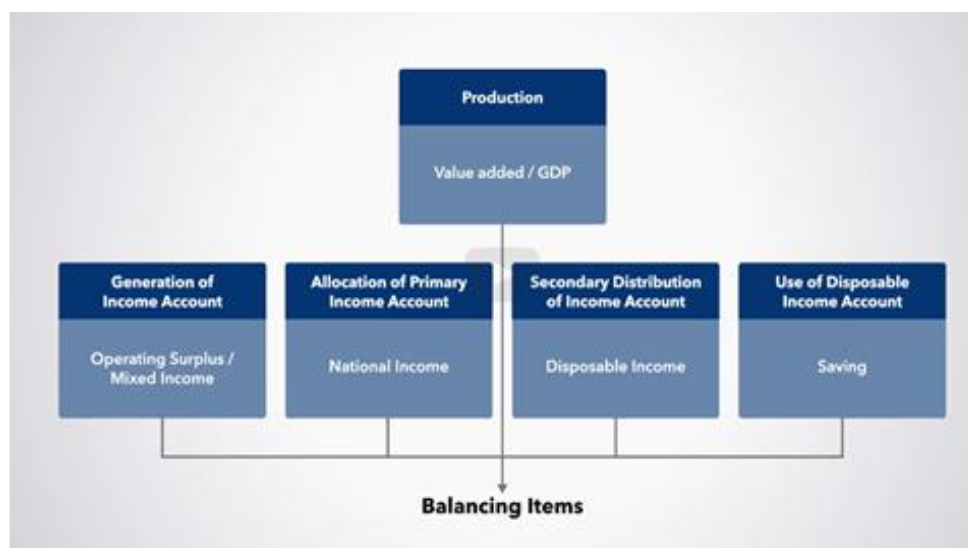 Production
Value added / GDP
Generation of
Income Account
Operating Surplus /
Mixed Income
Allocation of Primary
Income Account
National Income
Secondary Distribution
of Income Account
Disposable Income
Use of Disposable
Income Account
Saving
Balancing Items